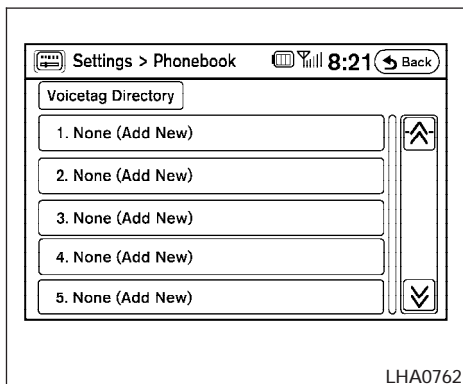 Settings > Phonebook 8:21 Back
Voicetag Directory
1. None (Add New)
2. None (Add New)
3. None (Add New)
4. None (Add New)
5. None (Add New)
LHA0762